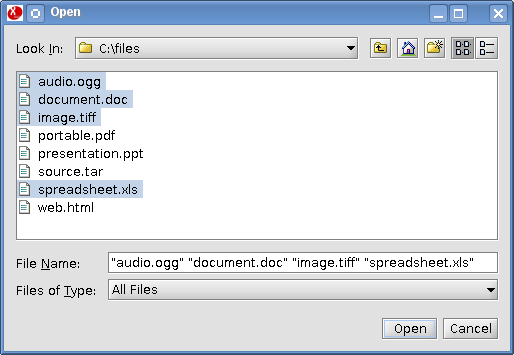 Open
Look In: C:\files
audio.ogg
document.doc
image.tiff
portable.pdf
presentation.ppt
source.tar
spreadsheet.xls
web.html
File Name: "audio.ogg" "document.doc" "image.tiff" "spreadsheet.xls"
Files of Type: All Files
Open Cancel